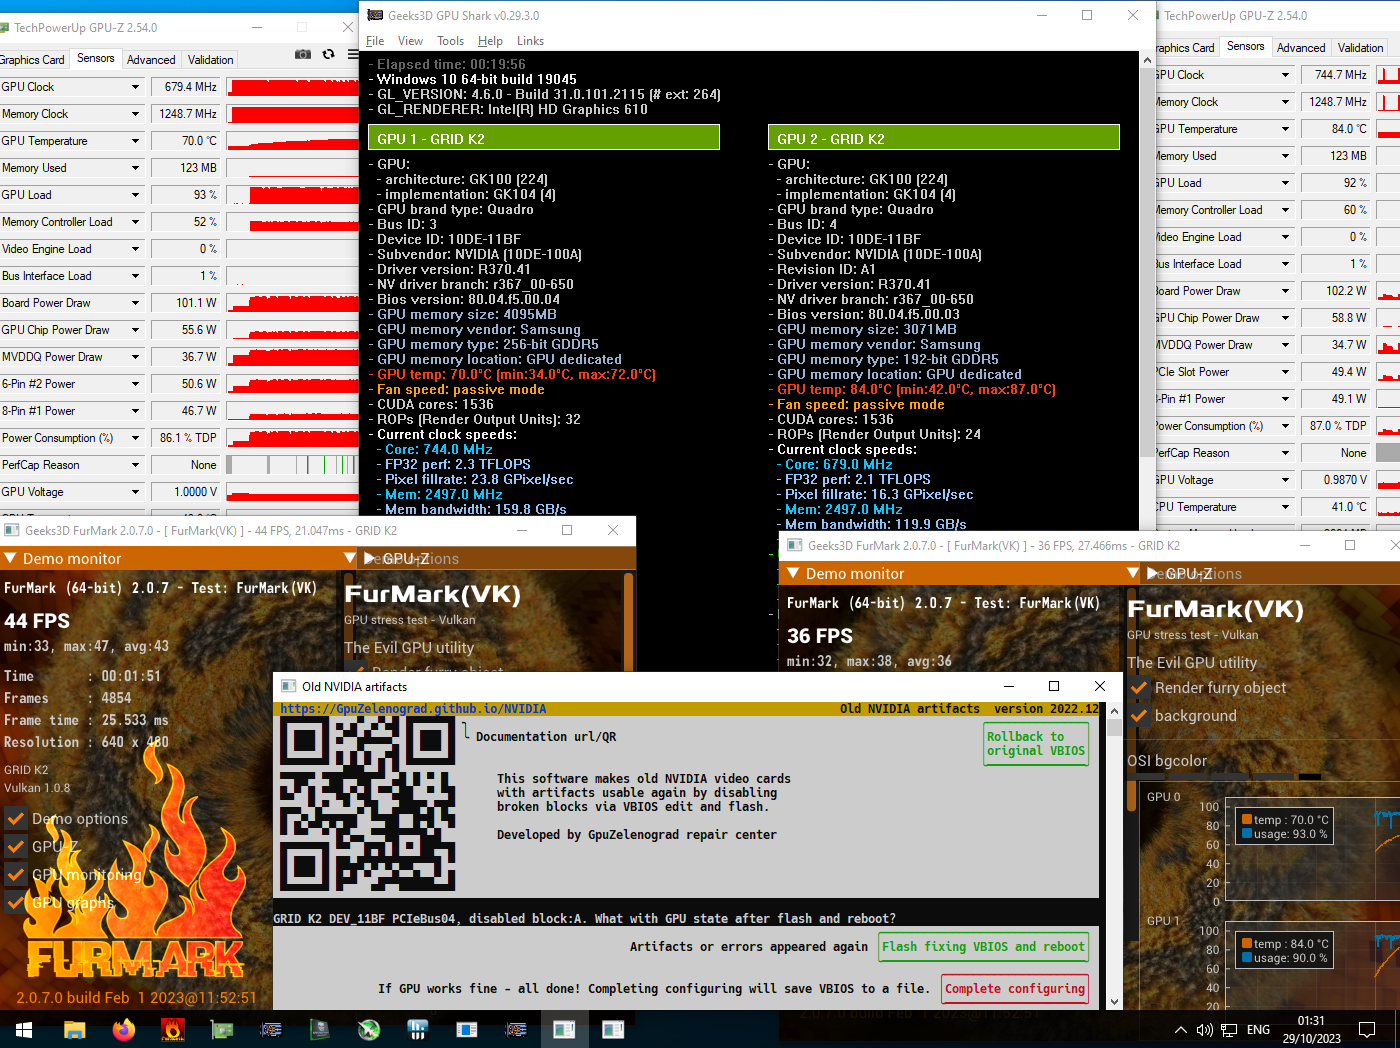 TechPowerUp GPU-Z 2.54.0
Graphics Card Sensors Advanced Validation
GPU Clock 679.4 MHz
Memory Clock 1248.7 MHz
GPU Temperature 70.0 °C
Memory Used 123 MB
GPU Load 93 %
Memory Controller Load 52 %
Video Engine Load 0 %
Bus Interface Load 1 %
Board Power Draw 101.1 W
GPU Chip Power Draw 55.6 W
MVDDQ Power Draw 36.7 W
6-Pin #2 Power 50.6 W
8-Pin #1 Power 46.7 W
Power Consumption (%) 86.1 % TDP
PerfCap Reason None
GPU Voltage 1.0000 V
Geeks3D GPU Shark v0.29.3.0
File View Tools Help Links
- Elapsed time: 00:19:56
- Windows 10 64-bit build 19045
- GL_VERSION: 4.6.0 - Build 31.0.101.2115 (# ext: 264)
- GL_RENDERER: Intel(R) HD Graphics 610
GPU 1 - GRID K2
- GPU:
- architecture: GK100 (224)
- implementation: GK104 (4)
- GPU brand type: Quadro
- Bus ID: 3
- Device ID: 10DE-11BF
- Subvendor: NVIDIA (10DE-100A)
- Driver version: R370.41
- NV driver branch: r367_00-650
- Bios version: 80.04.f5.00.04
- GPU memory size: 4095MB
- GPU memory vendor: Samsung
- GPU memory type: 256-bit GDDR5
- GPU memory location: GPU dedicated
- GPU temp: 70.0°C (min:34.0°C, max:72.0°C)
- Fan speed: passive mode
- CUDA cores: 1536
- ROPs (Render Output Units): 32
- Current clock speeds:
- Core: 744.0 MHz
- FP32 perf: 2.3 TFLOPS
- Pixel fillrate: 23.8 GPixel/sec
- Mem: 2497.0 MHz
- Mem bandwidth: 159.8 GB/s
GPU 2 - GRID K2
- GPU:
- architecture: GK100 (224)
- implementation: GK104 (4)
- GPU brand type: Quadro
- Bus ID: 4
- Device ID: 10DE-11BF
- Subvendor: NVIDIA (10DE-100A)
- Revision ID: A1
- Driver version: R370.41
- NV driver branch: r367_00-650
- Bios version: 80.04.f5.00.03
- GPU memory size: 3071MB
- GPU memory vendor: Samsung
- GPU memory type: 192-bit GDDR5
- GPU memory location: GPU dedicated
- GPU temp: 84.0°C (min:42.0°C, max:87.0°C)
- Fan speed: passive mode
- CUDA cores: 1536
- ROPs (Render Output Units): 24
- Current clock speeds:
- Core: 679.0 MHz
- FP32 perf: 2.1 TFLOPS
- Pixel fillrate: 16.3 GPixel/sec
- Mem: 2497.0 MHz
- Mem bandwidth: 119.9 GB/s
TechPowerUp GPU-Z 2.54.0
raphics Card Sensors Advanced Validation
GPU Clock 744.7 MHz
Memory Clock 1248.7 MHz
GPU Temperature 84.0 °C
Memory Used 123 MB
GPU Load 92 %
Memory Controller Load 60 %
Video Engine Load 0 %
Bus Interface Load 1 %
Board Power Draw 102.2 W
GPU Chip Power Draw 58.8 W
MVDDQ Power Draw 34.7 W
PCIe Slot Power 49.4 W
8-Pin #1 Power 49.1 W
Power Consumption (%) 87.0 % TDP
PerfCap Reason None
GPU Voltage 0.9870 V
CPU Temperature 41.0 °C
Geeks3D FurMark 2.0.7.0 - [ FurMark(VK) ] - 44 FPS, 21.047ms - GRID K2
Demo monitor
GPU-Z
Demo options
FurMark (64-bit) 2.0.7 - Test: FurMark(VK)
44 FPS
min:33, max:47, avg:43
Time : 00:01:51
Frames : 4854
Frame time : 25.533 ms
Resolution : 640 x 480
GRID K2
Vulkan 1.0.8
Demo options
GPU-Z
GPU monitoring
GPU graphs
FURMARK
2.0.7.0 build Feb 1 2023@11:52:51
FurMark(VK)
GPU stress test - Vulkan
The Evil GPU utility
Render furry object
Geeks3D FurMark 2.0.7.0 - [ FurMark(VK) ] - 36 FPS, 27.466ms - GRID K2
Demo monitor
GPU-Z
Demo options
FurMark (64-bit) 2.0.7 - Test: FurMark(VK)
36 FPS
min:32, max:38, avg:36
FurMark(VK)
GPU stress test - Vulkan
The Evil GPU utility
Render furry object
background
OSI bgcolor
GPU 0
100
80
60
40
20
0
temp : 70.0 °C
usage: 93.0 %
GPU 1
100
80
60
40
20
temp : 84.0 °C
usage: 90.0 %
2.0.7.0 build Feb 1 2023@11:52:51
Old NVIDIA artifacts
https://GpuZelenograd.github.io/NVIDIA
Old NVIDIA artifacts version 2022.12
Documentation url/QR
Rollback to
original VBIOS
This software makes old NVIDIA video cards
with artifacts usable again by disabling
broken blocks via VBIOS edit and flash.
Developed by GpuZelenograd repair center
GRID K2 DEV_11BF PCIeBus04, disabled block:A. What with GPU state after flash and reboot?
Artifacts or errors appeared again Flash fixing VBIOS and reboot
If GPU works fine - all done! Completing configuring will save VBIOS to a file. Complete configuring
ENG
01:31
29/10/2023